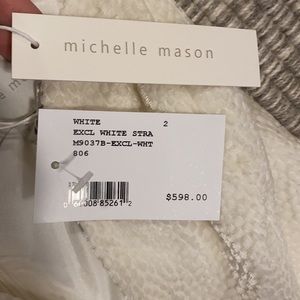 michelle mason
WHITE 2
EXCL WHITE STRA
M9037B-EXCL-WHT
806
$598.00